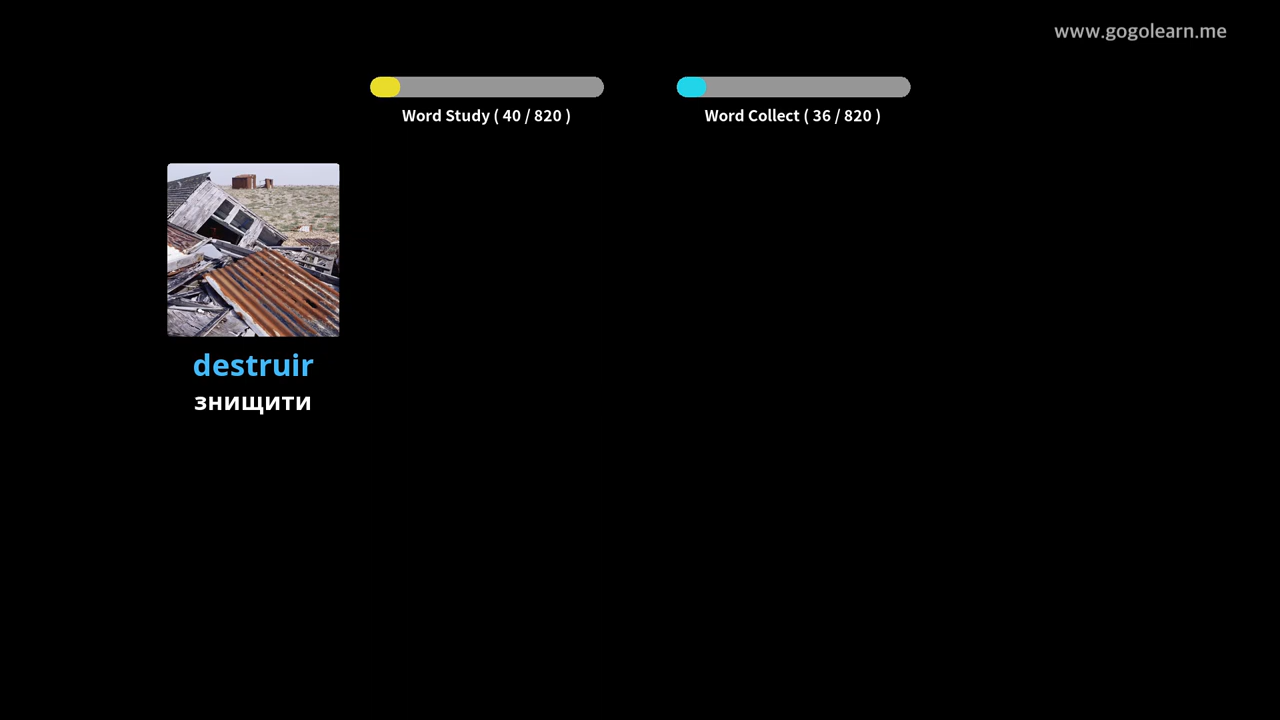 www.gogolearn.me
Word Study ( 40 / 820 )
Word Collect ( 36 / 820 )
destruir
знищити